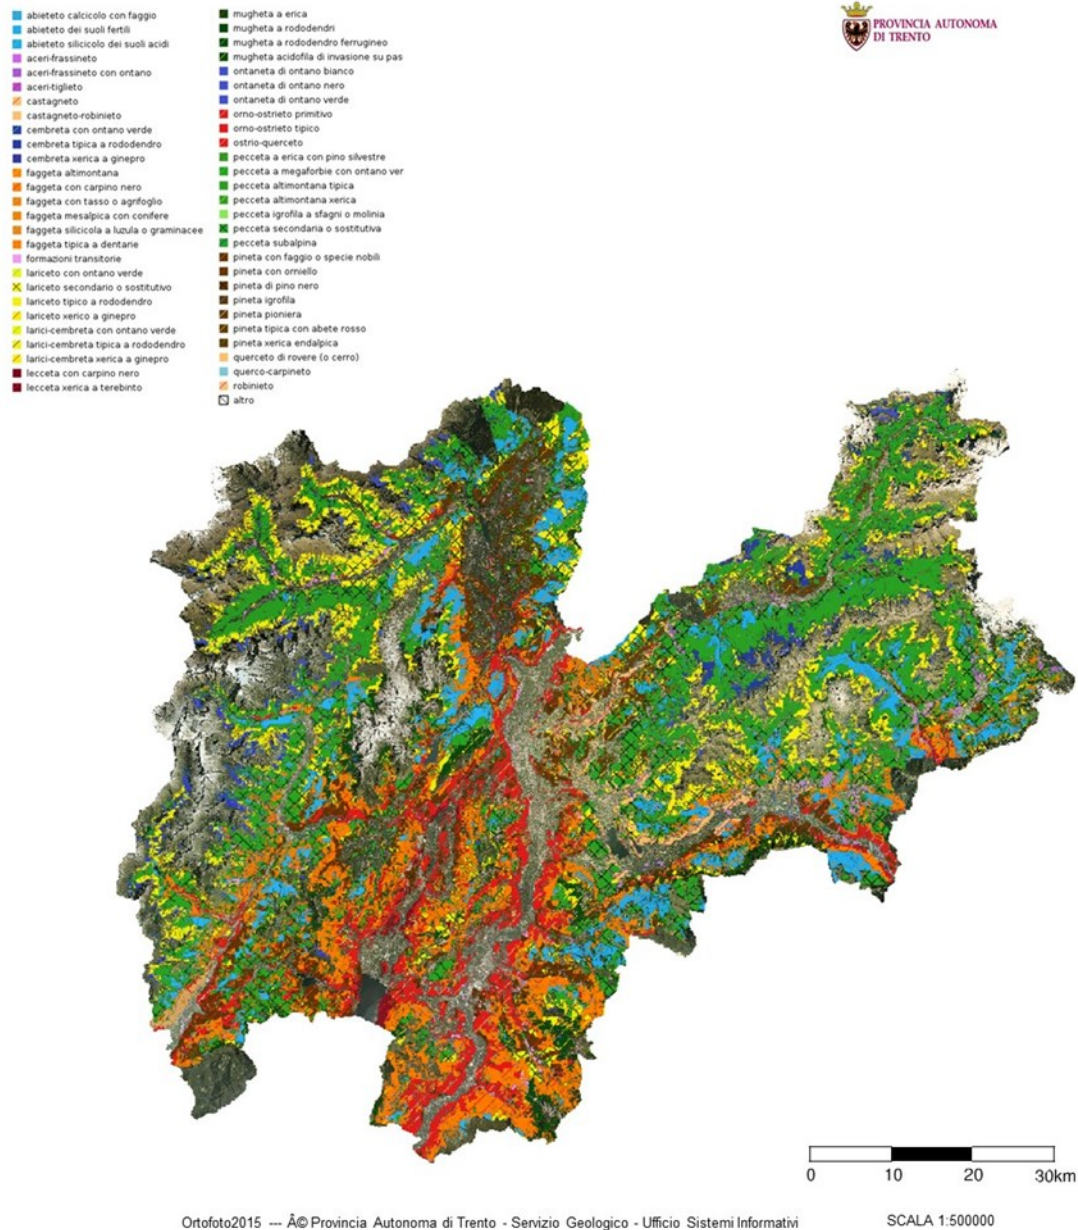 abieteto calcicolo con faggio
abieteto dei suoli fertili
abieteto silicicolo dei suoli acidi
aceri-frassineto
aceri-frassineto con ontano
aceri-tiglieto
castagneto
castagneto-robinieto
cembreta con ontano verde
cembreta tipica a rododendro
cembreta xerica a ginepro
faggeta altimontana
faggeta con carpino nero
faggeta con tasso o agrifoglio
faggeta mesalpica con conifere
faggeta silicicola a luzula o graminacee
faggeta tipica a dentarie
formazioni transitorie
lariceto con ontano verde
lariceto secondario o sostitutivo
lariceto tipico a rododendro
lariceto xerico a ginepro
larici-cembreta con ontano verde
larici-cembreta tipica a rododendro
larici-cembreta xerica a ginepro
lecceta con carpino nero
lecceta xerica a terebinto
mugheta a erica
mugheta a rododendri
mugheta a rododendro ferrugineo
mugheta acidofila di invasione su pas
ontaneta di ontano bianco
ontaneta di ontano nero
ontaneta di ontano verde
orno-ostrieto primitivo
orno-ostrieto tipico
ostrio-querceto
pecceta a erica con pino silvestre
pecceta a megaforbie con ontano ver
pecceta altimontana tipica
pecceta altimontana xerica
pecceta igrofila a sfagni o molinia
pecceta secondaria o sostitutiva
pecceta subalpina
pineta con faggio o specie nobili
pineta con orniello
pineta di pino nero
pineta igrofila
pineta pioniera
pineta tipica con abete rosso
pineta xerica endalpica
querceto di rovere (o cerro)
querco-carpineto
robinieto
altro
PROVINCIA AUTONOMA
DI TRENTO
0 10 20 30km
Ortofoto2015 --- Â© Provincia Autonoma di Trento - Servizio Geologico - Ufficio Sistemi Informativi
SCALA 1:500000